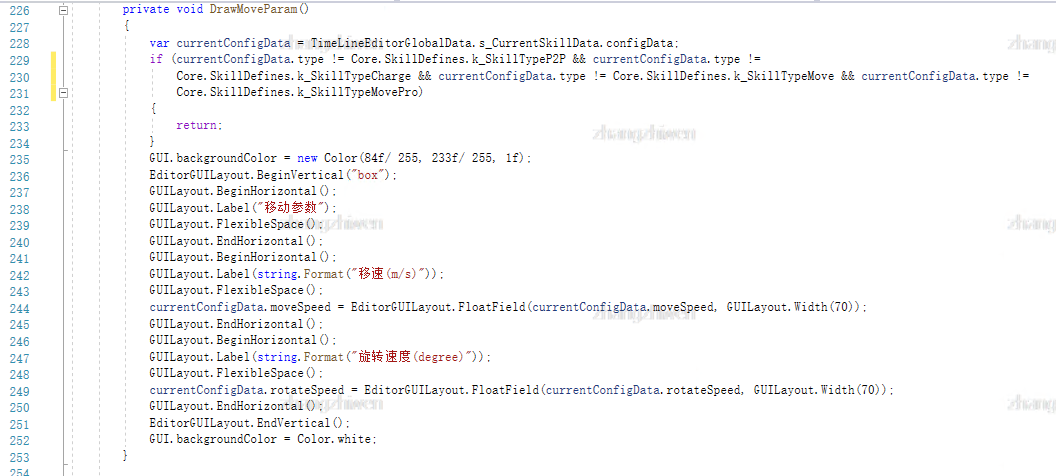 226 private void DrawMoveParam()
227 {
228 var currentConfigData = TimeLineEditorGlobalData.s_CurrentSkillData.configData;
229 if (currentConfigData.type != Core.SkillDefines.k_SkillTypeP2P && currentConfigData.type !=
230 Core.SkillDefines.k_SkillTypeCharge && currentConfigData.type != Core.SkillDefines.k_SkillTypeMove && currentConfigData.type !=
231 Core.SkillDefines.k_SkillTypeMovePro)
232 {
233 return;
234 }
235 GUI.backgroundColor = new Color(84f/ 255, 233f/ 255, 1f);
236 EditorGUILayout.BeginVertical("box");
237 GUILayout.BeginHorizontal();
238 GUILayout.Label("移动参数");
239 GUILayout.FlexibleSpace();
240 GUILayout.EndHorizontal();
241 GUILayout.BeginHorizontal();
242 GUILayout.Label(string.Format("移速(m/s)"));
243 GUILayout.FlexibleSpace();
244 currentConfigData.moveSpeed = EditorGUILayout.FloatField(currentConfigData.moveSpeed, GUILayout.Width(70));
245 GUILayout.EndHorizontal();
246 GUILayout.BeginHorizontal();
247 GUILayout.Label(string.Format("旋转速度(degree)"));
248 GUILayout.FlexibleSpace();
249 currentConfigData.rotateSpeed = EditorGUILayout.FloatField(currentConfigData.rotateSpeed, GUILayout.Width(70));
250 GUILayout.EndHorizontal();
251 EditorGUILayout.EndVertical();
252 GUI.backgroundColor = Color.white;
253 }
254
zhangzhiwen